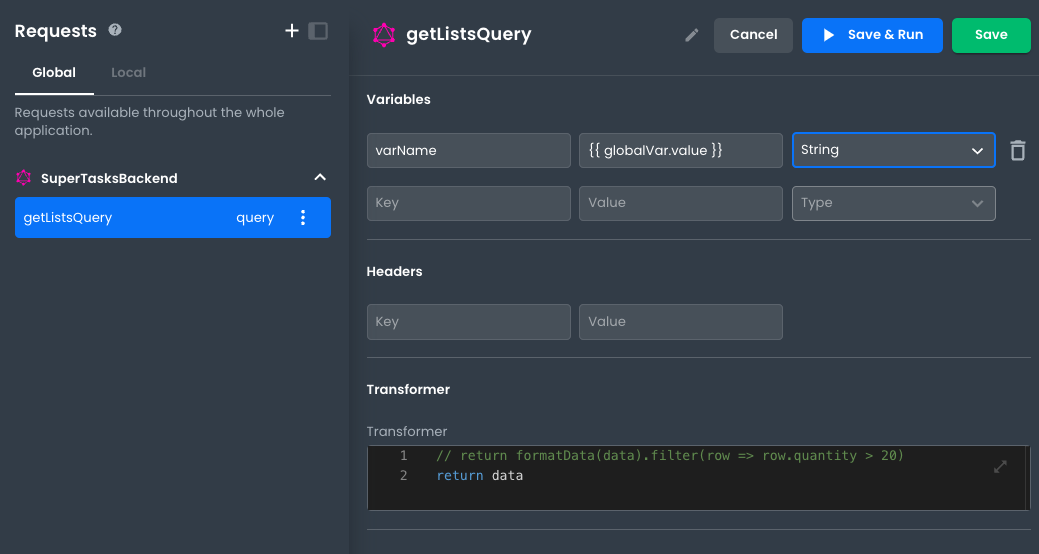 Requests
Global
Local
Requests available throughout the whole
application.
SuperTasksBackend
getListsQuery
query
getListsQuery
Cancel
Save & Run
Save
Variables
varName
{{ globalVar.value }}
String
Key
Value
Type
Headers
Key
Value
Transformer
Transformer
1 // return formatData(data).filter(row => row.quantity > 20)
2 return data